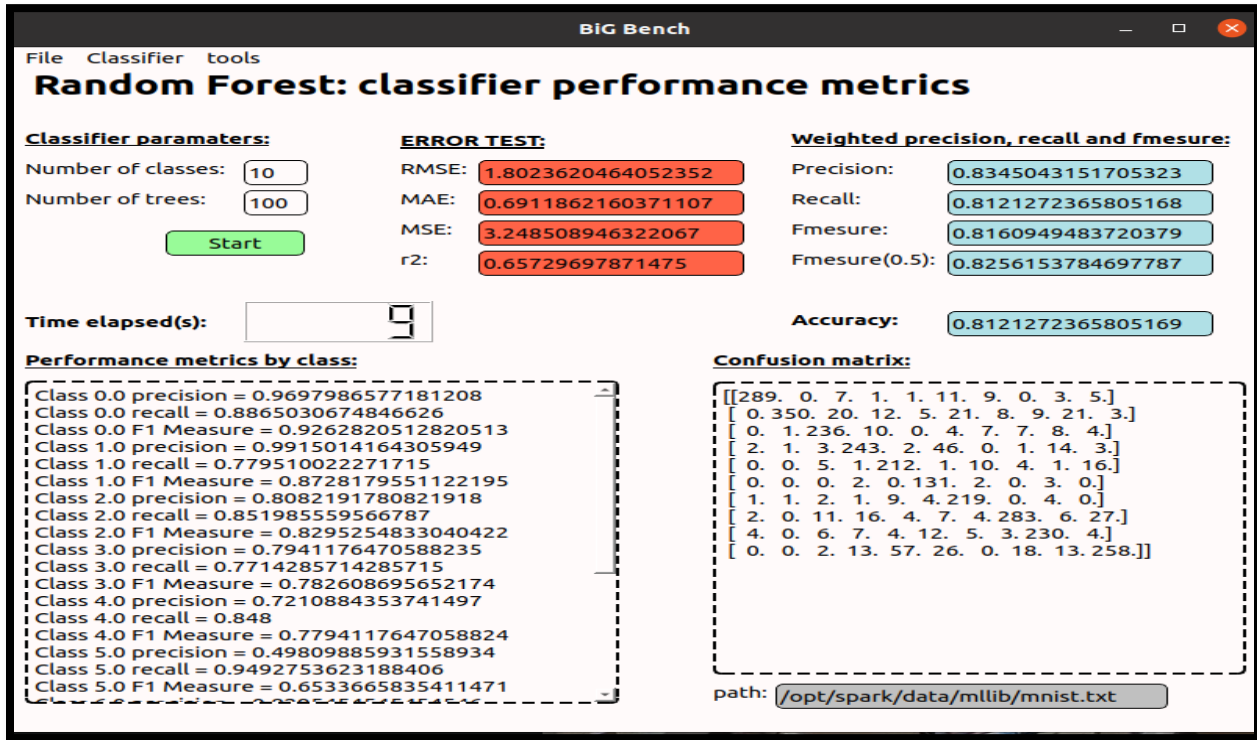 BiG Bench
File Classifier tools
Random Forest: classifier performance metrics
Classifier paramaters:
Number of classes: 10
Number of trees: 100
Start
ERROR TEST:
RMSE: 1.8023620464052352
MAE: 0.6911862160371107
MSE: 3.248508946322067
r2: 0.65729697871475
Weighted precision, recall and fmesure:
Precision: 0.8345043151705323
Recall: 0.8121272365805168
Fmesure: 0.8160949483720379
Fmesure(0.5): 0.8256153784697787
Time elapsed(s): 9
Accuracy: 0.8121272365805169
Performance metrics by class:
Class 0.0 precision = 0.9697986577181208
Class 0.0 recall = 0.8865030674846626
Class 0.0 F1 Measure = 0.9262820512820513
Class 1.0 precision = 0.9915014164305949
Class 1.0 recall = 0.779510022271715
Class 1.0 F1 Measure = 0.8728179551122195
Class 2.0 precision = 0.8082191780821918
Class 2.0 recall = 0.851985559566787
Class 2.0 F1 Measure = 0.8295254833040422
Class 3.0 precision = 0.7941176470588235
Class 3.0 recall = 0.7714285714285715
Class 3.0 F1 Measure = 0.782608695652174
Class 4.0 precision = 0.7210884353741497
Class 4.0 recall = 0.848
Class 4.0 F1 Measure = 0.7794117647058824
Class 5.0 precision = 0.49809885931558934
Class 5.0 recall = 0.9492753623188406
Class 5.0 F1 Measure = 0.6533665835411471
Confusion matrix:
[[289. 0. 7. 1. 1. 11. 9. 0. 3. 5.]
[ 0. 350. 20. 12. 5. 21. 8. 9. 21. 3.]
[ 0. 1. 236. 10. 0. 4. 7. 7. 8. 4.]
[ 2. 1. 3. 243. 2. 46. 0. 1. 14. 3.]
[ 0. 0. 5. 1. 212. 1. 10. 4. 1. 16.]
[ 0. 0. 0. 2. 0. 131. 2. 0. 3. 0.]
[ 1. 1. 2. 1. 9. 4. 219. 0. 4. 0.]
[ 2. 0. 11. 16. 4. 7. 4. 283. 6. 27.]
[ 4. 0. 6. 7. 4. 12. 5. 3. 230. 4.]
[ 0. 0. 2. 13. 57. 26. 0. 18. 13. 258.]]
path: /opt/spark/data/mllib/mnist.txt